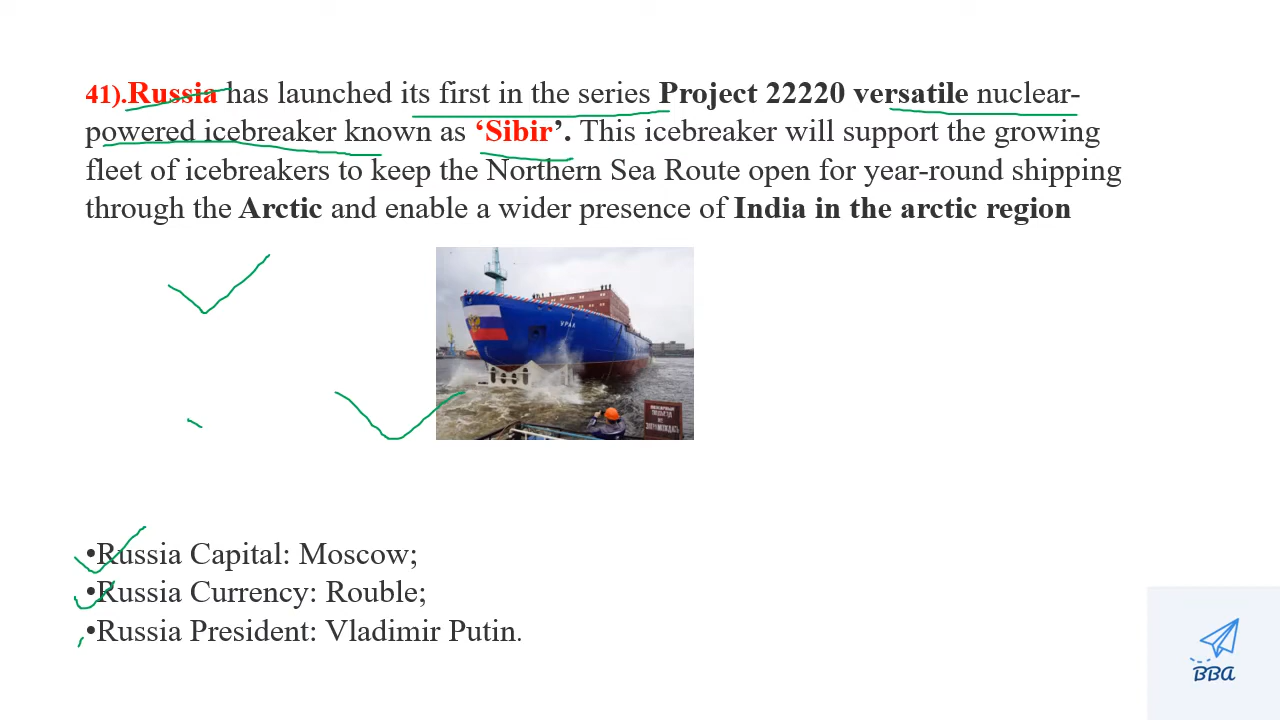 41).Russia has launched its first in the series Project 22220 versatile nuclear-
powered icebreaker known as ‘Sibir’. This icebreaker will support the growing
fleet of icebreakers to keep the Northern Sea Route open for year-round shipping
through the Arctic and enable a wider presence of India in the arctic region
УРАЛ
•Russia Capital: Moscow;
•Russia Currency: Rouble;
•Russia President: Vladimir Putin.
BBA